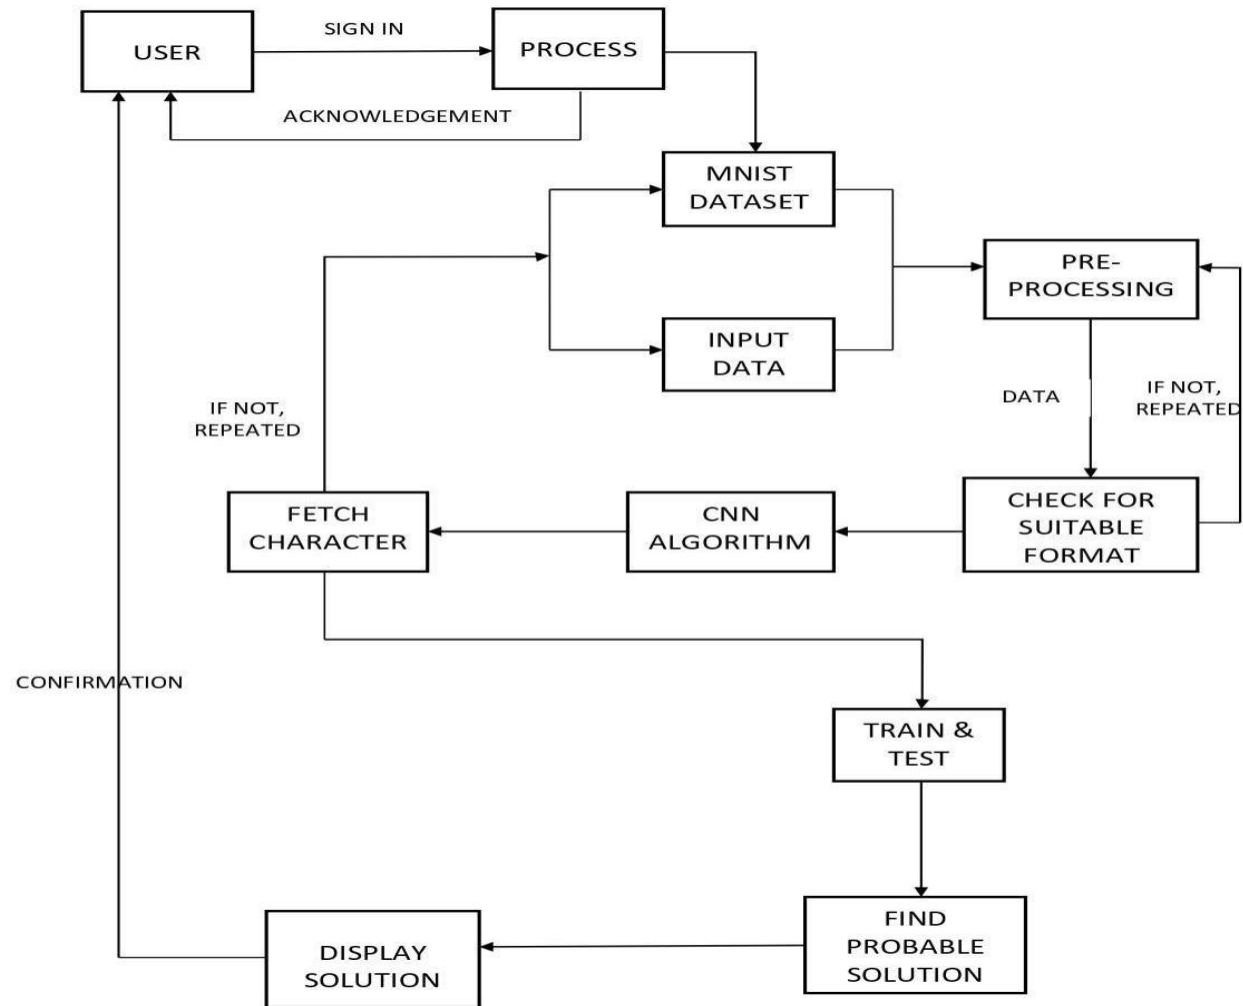 USER
SIGN IN
PROCESS
ACKNOWLEDGEMENT
MNIST
DATASET
PRE-
PROCESSING
INPUT
DATA
DATA
IF NOT,
REPEATED
IF NOT,
REPEATED
FETCH
CHARACTER
CNN
ALGORITHM
CHECK FOR
SUITABLE
FORMAT
CONFIRMATION
TRAIN &
TEST
FIND
PROBABLE
SOLUTION
DISPLAY
SOLUTION